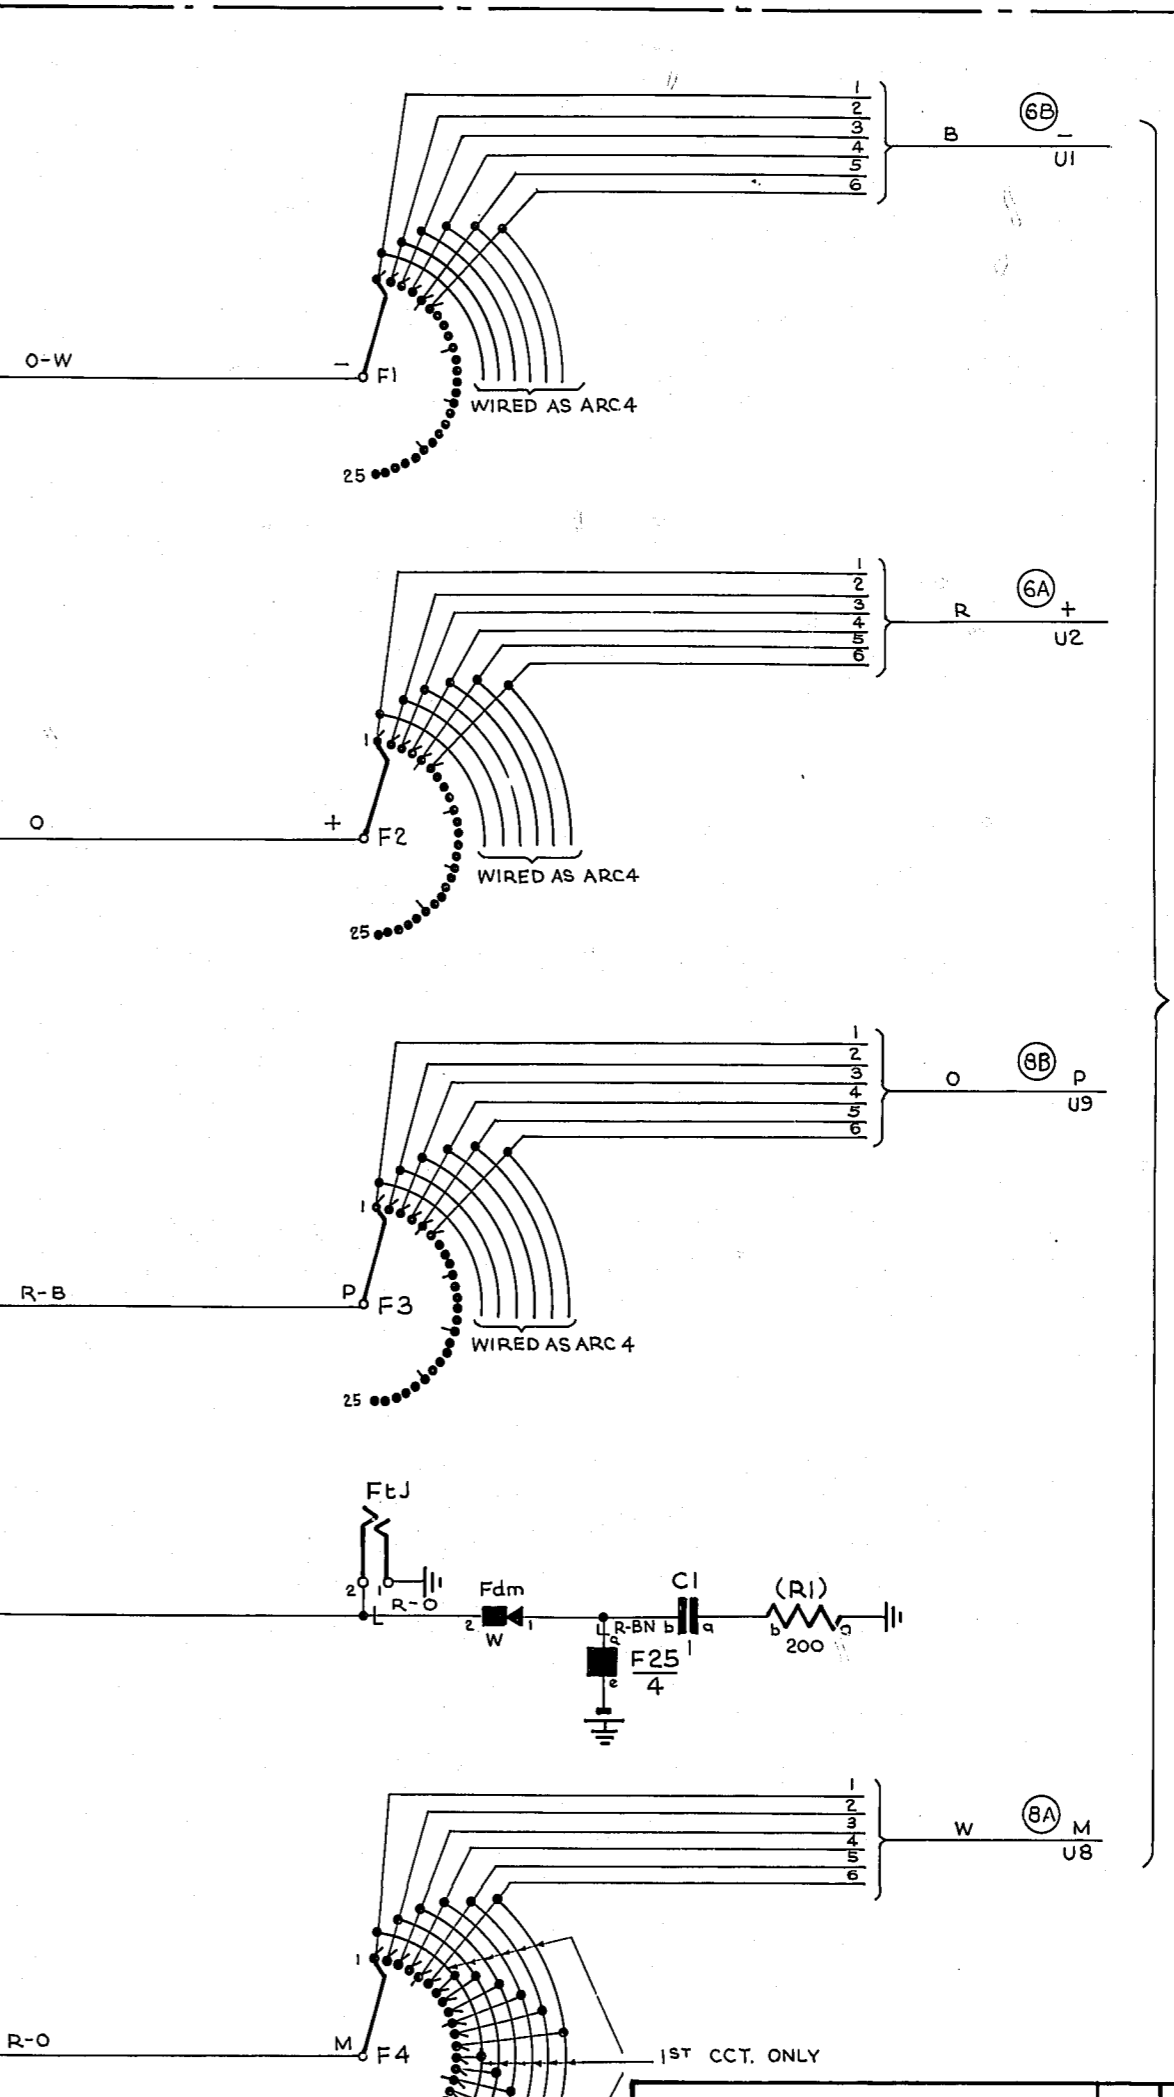 1
2
3
4
5
6
B
6B
−
U1
O-W
−
F1
WIRED AS ARC.4
25
1
2
3
4
5
6
R
6A
+
U2
1
O
+
F2
WIRED AS ARC4
25
1
2
3
4
5
6
O
8B
P
U9
1
R-B
P
F3
WIRED AS ARC 4
25
FtJ
2
1
R-O
L
2
Fdm
W
1
R-BN
a
e
F25
4
C1
b
a
1
(R1)
b
a
200
1
2
3
4
5
6
W
8A
M
U8
1
R-O
M
F4
1ST CCT. ONLY